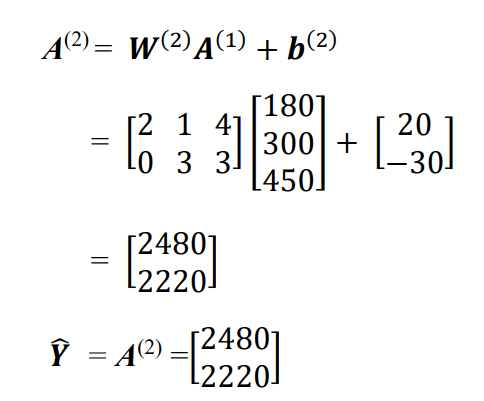 A⁽²⁾ = W⁽²⁾A⁽¹⁾ + b⁽²⁾
= [2 1 4; 0 3 3] [180; 300; 450] + [20; −30]
= [2480; 2220]
Ŷ = A⁽²⁾ = [2480; 2220]